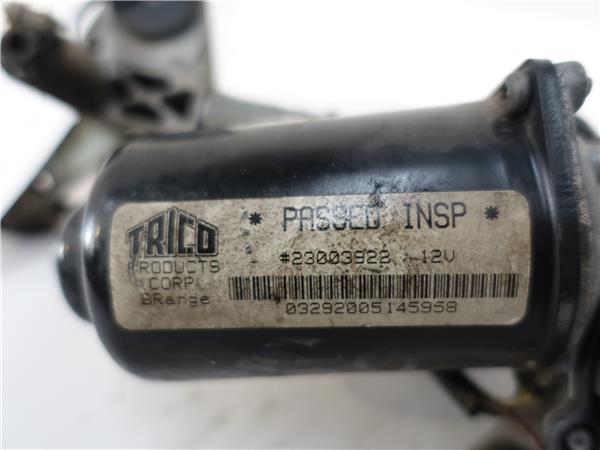 * PASSED INSP *
TRICO
PRODUCTS
CORP.
BRange
#23003922 - 12V
03292005145958